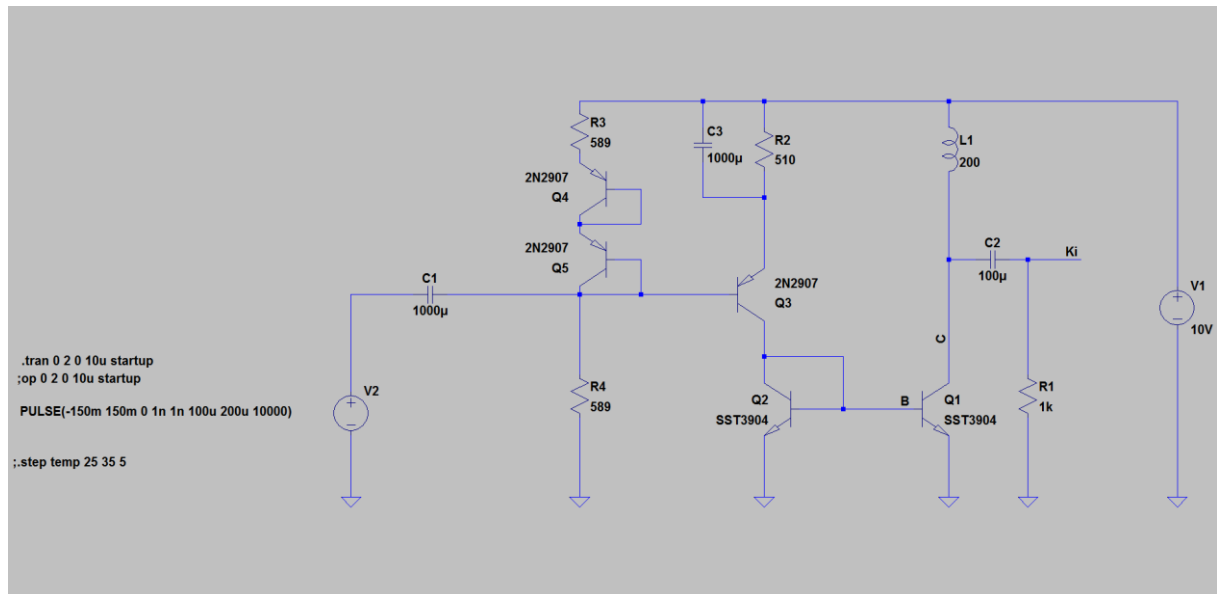 R3
589
C3
1000µ
R2
510
L1
200
2N2907
Q4
2N2907
Q5
C2
100µ
Ki
C1
1000µ
2N2907
Q3
V1
10V
C
.tran 0 2 0 10u startup
;op 0 2 0 10u startup
V2
PULSE(-150m 150m 0 1n 1n 100u 200u 10000)
R4
589
Q2
SST3904
B
Q1
SST3904
R1
1k
;.step temp 25 35 5